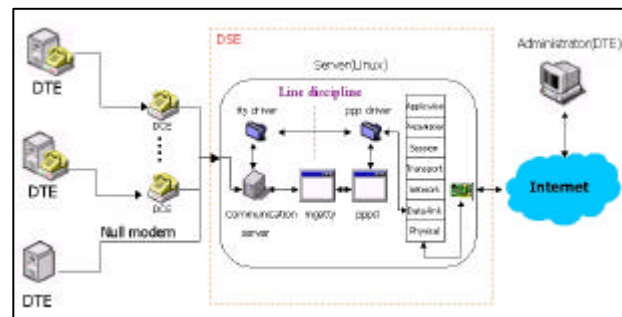 DSE
Administrator(DTE)
Server(Linux)
DTE
Line discipline
tty driver
ppp driver
Application
Presentation
DCE
Session
Transport
Network
Internet
DTE
DCE
Data-link
Communication
server
mgetty
pppd
Physical
Null modem
DTE